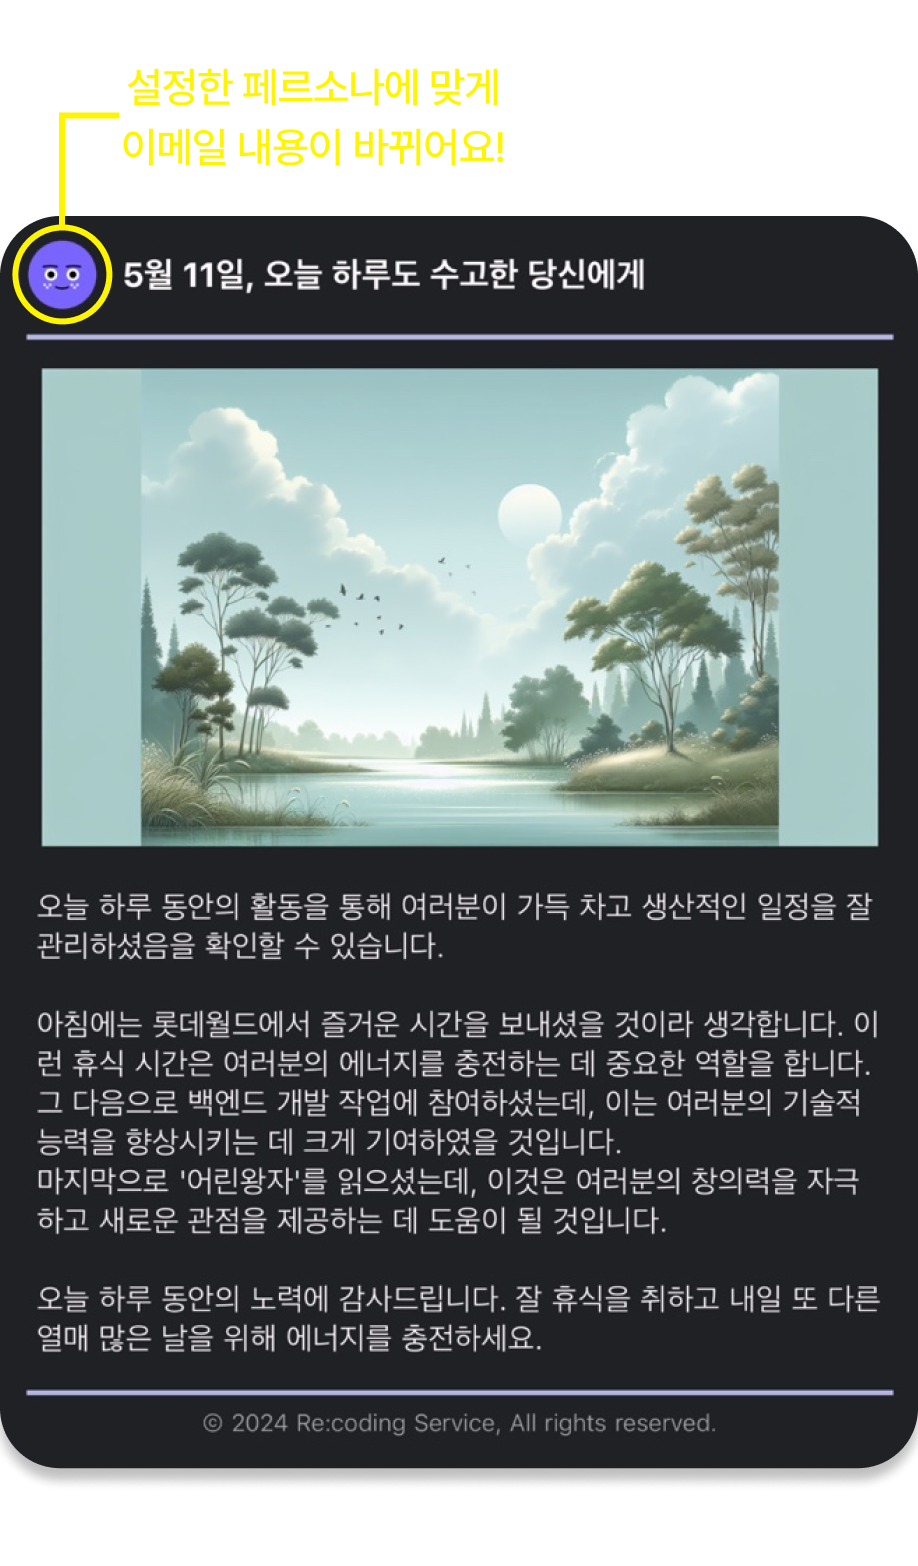 설정한 페르소나에 맞게
이메일 내용이 바뀌어요!
5월 11일, 오늘 하루도 수고한 당신에게
오늘 하루 동안의 활동을 통해 여러분이 가득 차고 생산적인 일정을 잘
관리하셨음을 확인할 수 있습니다.
아침에는 롯데월드에서 즐거운 시간을 보내셨을 것이라 생각합니다. 이
런 휴식 시간은 여러분의 에너지를 충전하는 데 중요한 역할을 합니다.
그 다음으로 백엔드 개발 작업에 참여하셨는데, 이는 여러분의 기술적
능력을 향상시키는 데 크게 기여하였을 것입니다.
마지막으로 '어린왕자'를 읽으셨는데, 이것은 여러분의 창의력을 자극
하고 새로운 관점을 제공하는 데 도움이 될 것입니다.
오늘 하루 동안의 노력에 감사드립니다. 잘 휴식을 취하고 내일 또 다른
열매 많은 날을 위해 에너지를 충전하세요.
© 2024 Re:coding Service, All rights reserved.